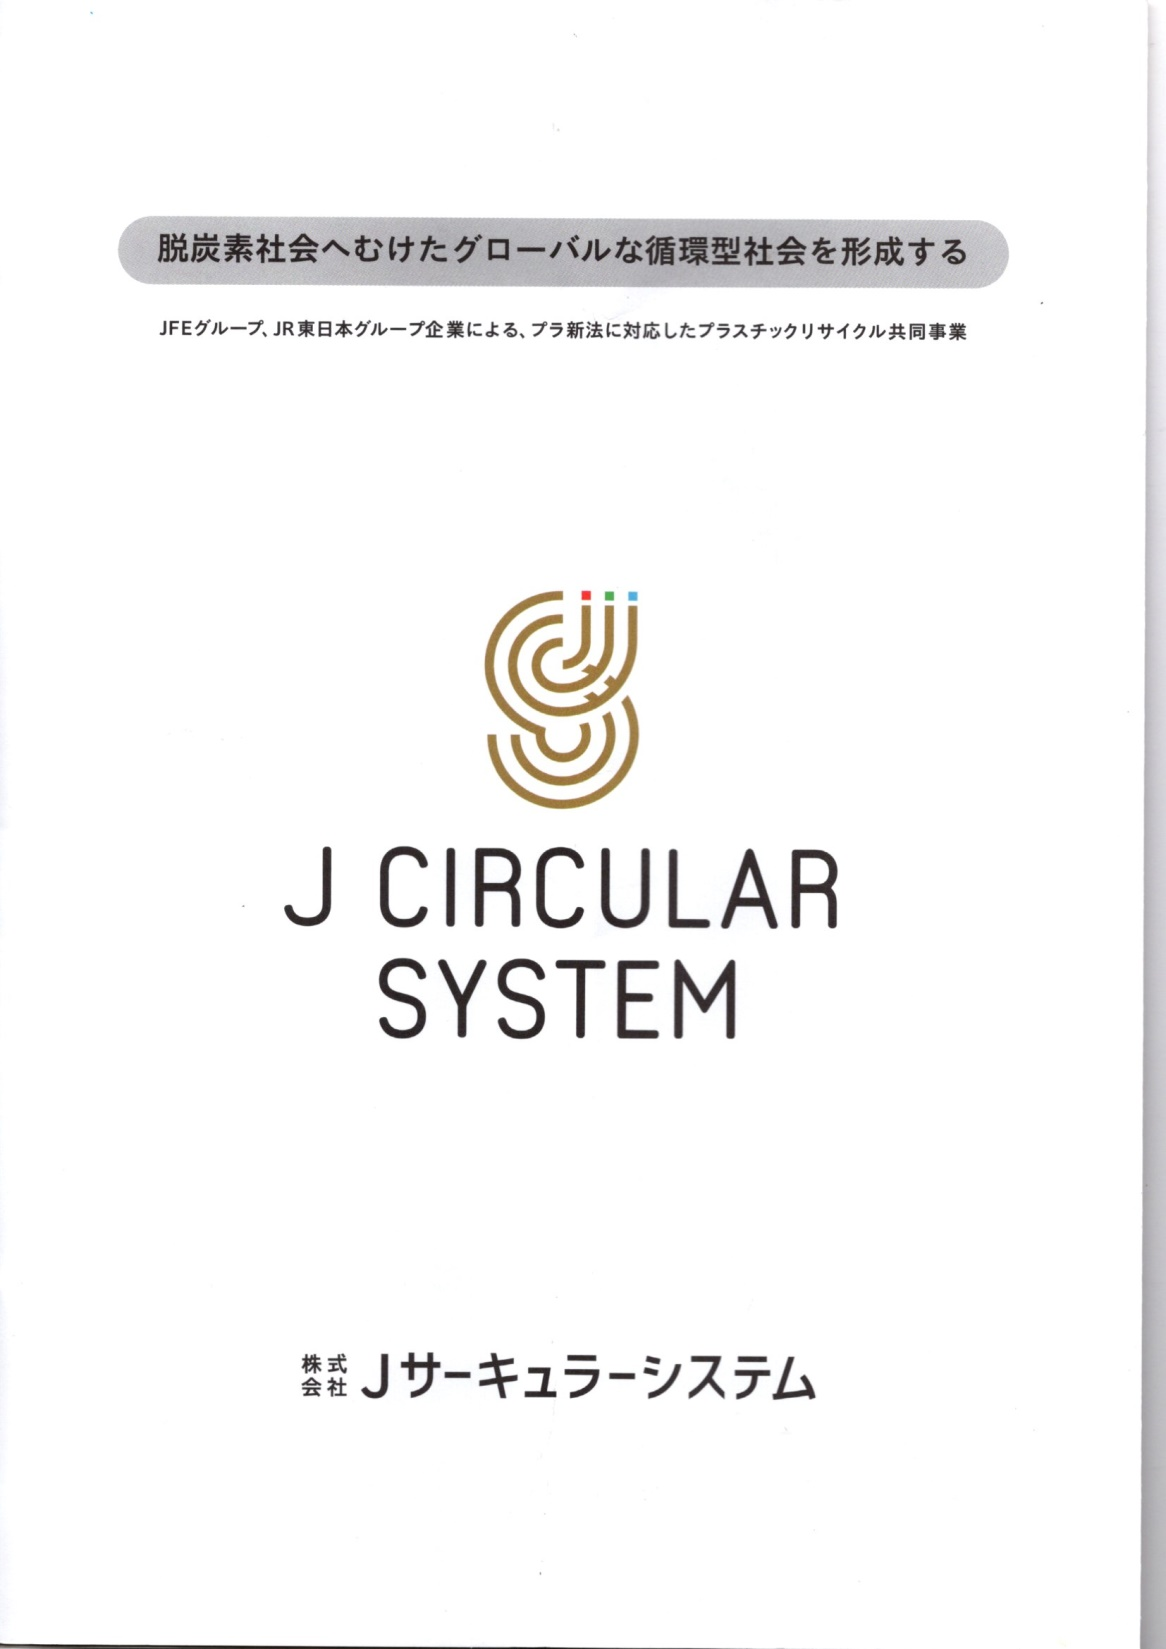 脱炭素社会へむけたグローバルな循環型社会を形成する
JFEグループ、JR東日本グループ企業による、プラ新法に対応したプラスチックリサイクル共同事業
J CIRCULAR
SYSTEM
株式会社 Jサーキュラーシステム